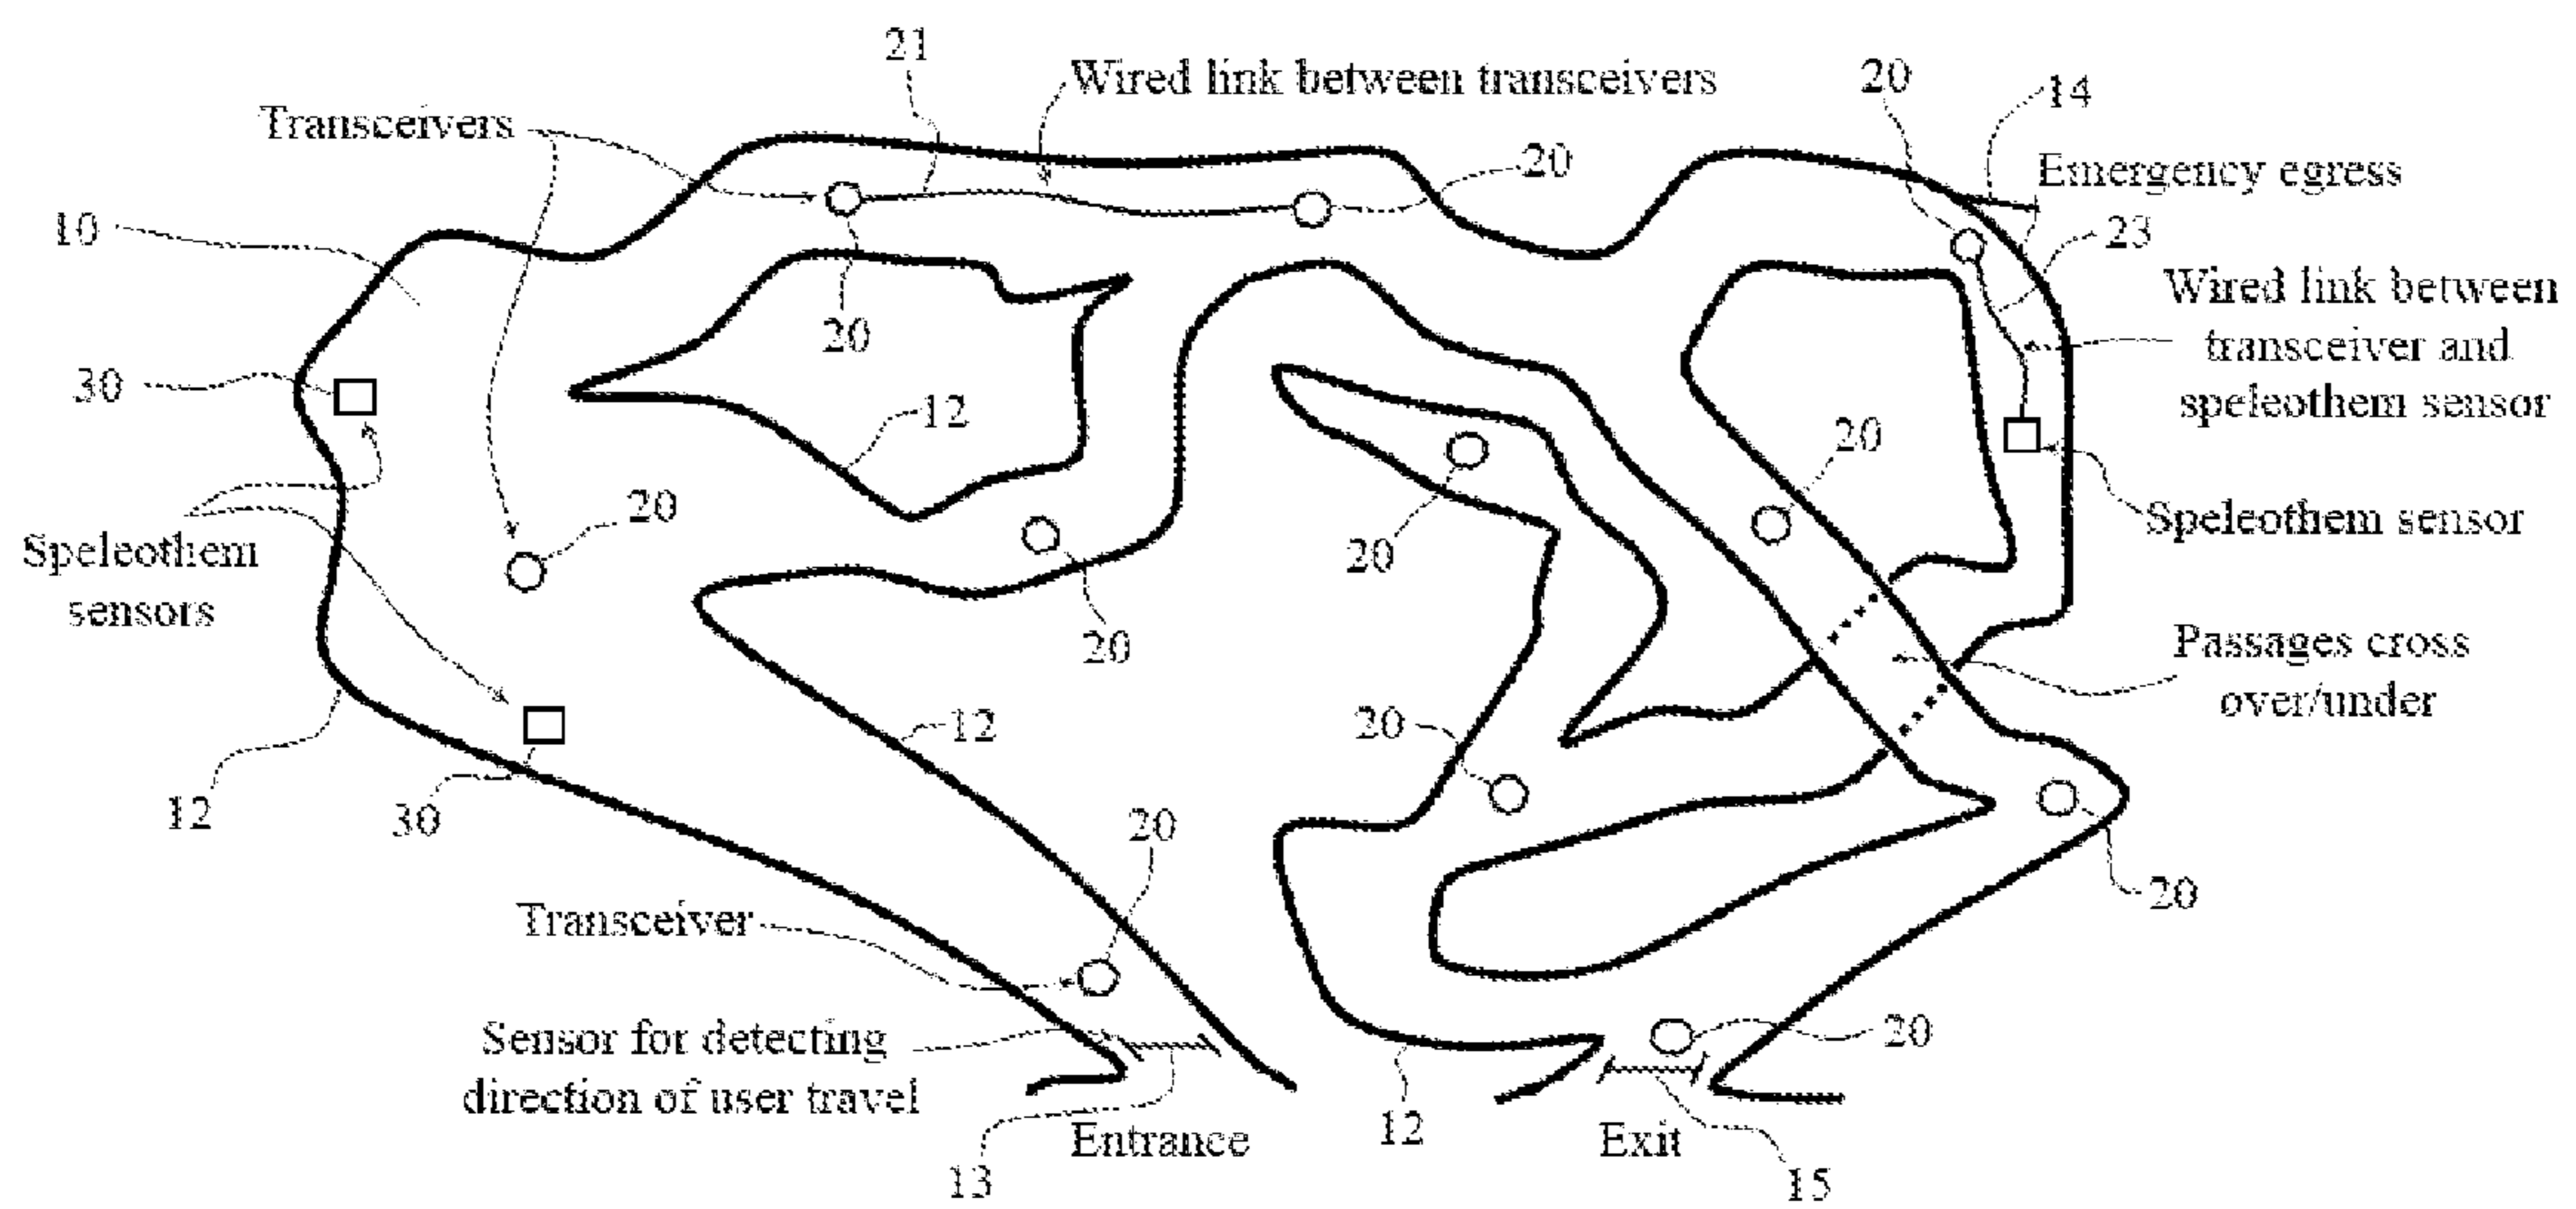 21
Wired link between transceivers
20
14
Transceivers
20
Emergency egress
10
23
Wired link between
transceiver and
speleothem sensor
20
30
12
20
20
20
Speleothem sensor
Speleothem
sensors
20
Passages cross
over/under
12
20
12
30
20
20
Transceiver
Sensor for detecting
direction of user travel
20
13
Entrance
12
Exit
15